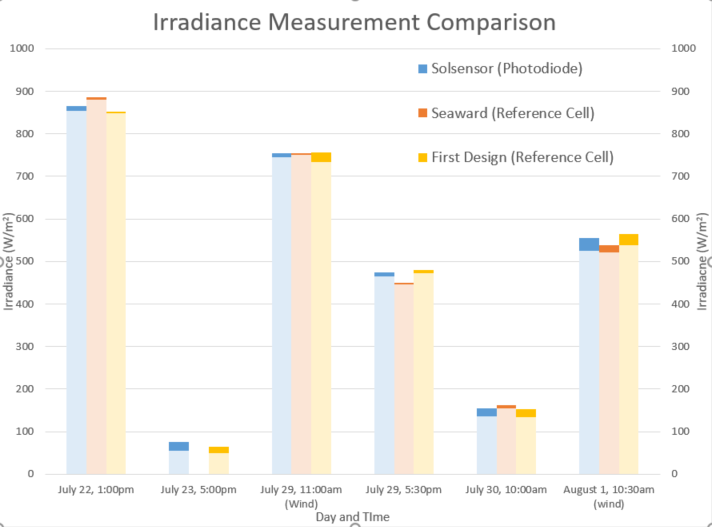 Irradiance Measurement Comparison
1000
900
800
700
600
500
400
300
200
100
0
1000
900
800
700
600
500
400
300
200
100
0
Irradiance (W/m²)
Irradiacne (W/m²)
Solsensor (Photodiode)
Seaward (Reference Cell)
First Design (Reference Cell)
July 22, 1:00pm
July 23, 5:00pm
July 29, 11:00am
(Wind)
July 29, 5:30pm
July 30, 10:00am
August 1, 10:30am
(wind)
Day and TIme